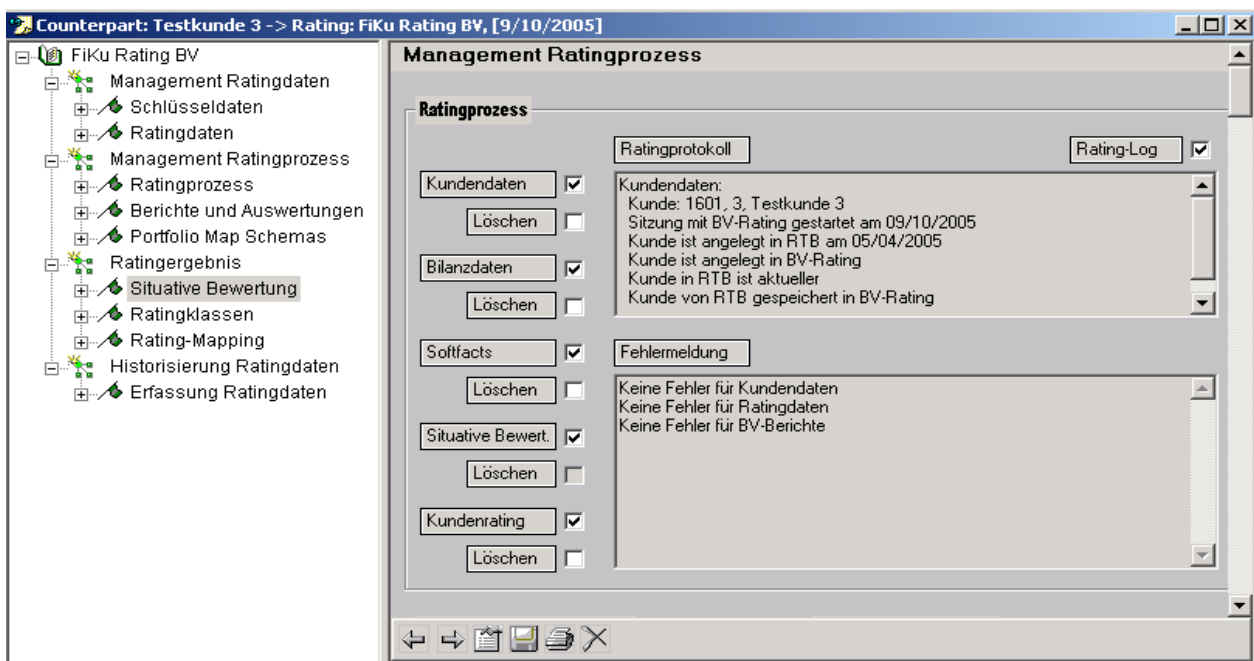 Counterpart: Testkunde 3 -> Rating: FiKu Rating BV, [9/10/2005]
FiKu Rating BV
Management Ratingdaten
Schlüsseldaten
Ratingdaten
Management Ratingprozess
Ratingprozess
Berichte und Auswertungen
Portfolio Map Schemas
Ratingergebnis
Situative Bewertung
Ratingklassen
Rating-Mapping
Historisierung Ratingdaten
Erfassung Ratingdaten
Management Ratingprozess
Ratingprozess
Ratingprotokoll
Rating-Log
Kundendaten
Löschen
Bilanzdaten
Löschen
Kundendaten:
Kunde: 1601, 3, Testkunde 3
Sitzung mit BV-Rating gestartet am 09/10/2005
Kunde ist angelegt in RTB am 05/04/2005
Kunde ist angelegt in BV-Rating
Kunde in RTB ist aktueller
Kunde von RTB gespeichert in BV-Rating
Softfacts
Löschen
Situative Bewert.
Löschen
Kundenrating
Löschen
Fehlermeldung
Keine Fehler für Kundendaten
Keine Fehler für Ratingdaten
Keine Fehler für BV-Berichte